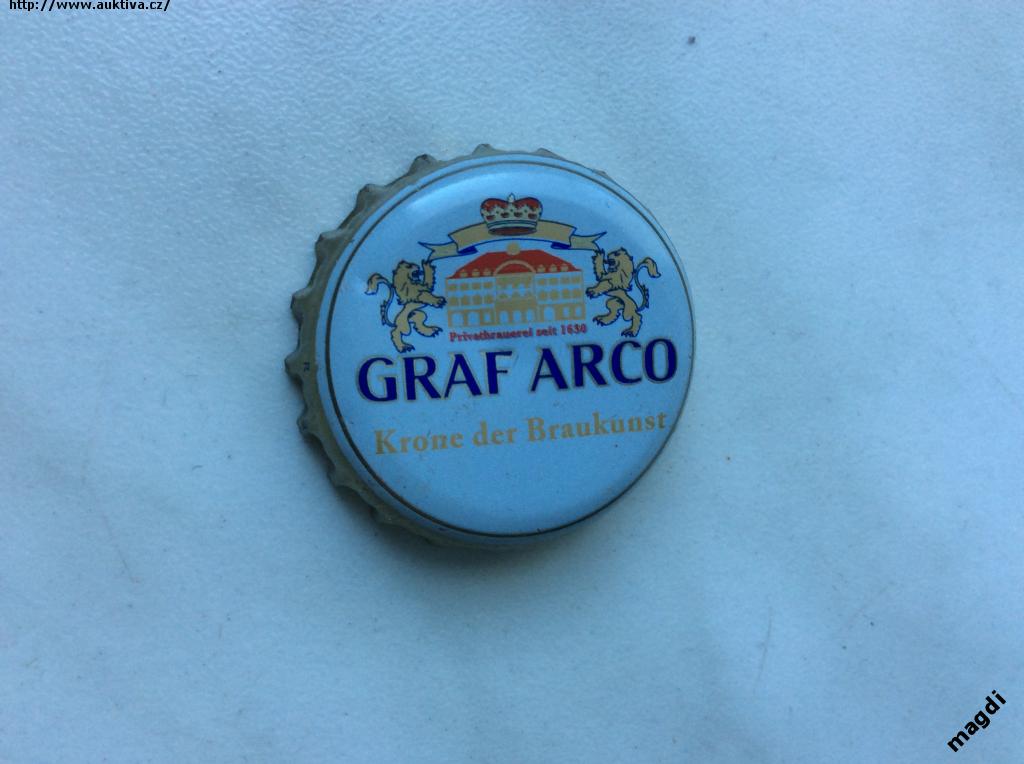 http://www.auktiva.cz/
Privatbrauerei seit 1630
GRAF ARCO
Krone der Braukunst
magdi